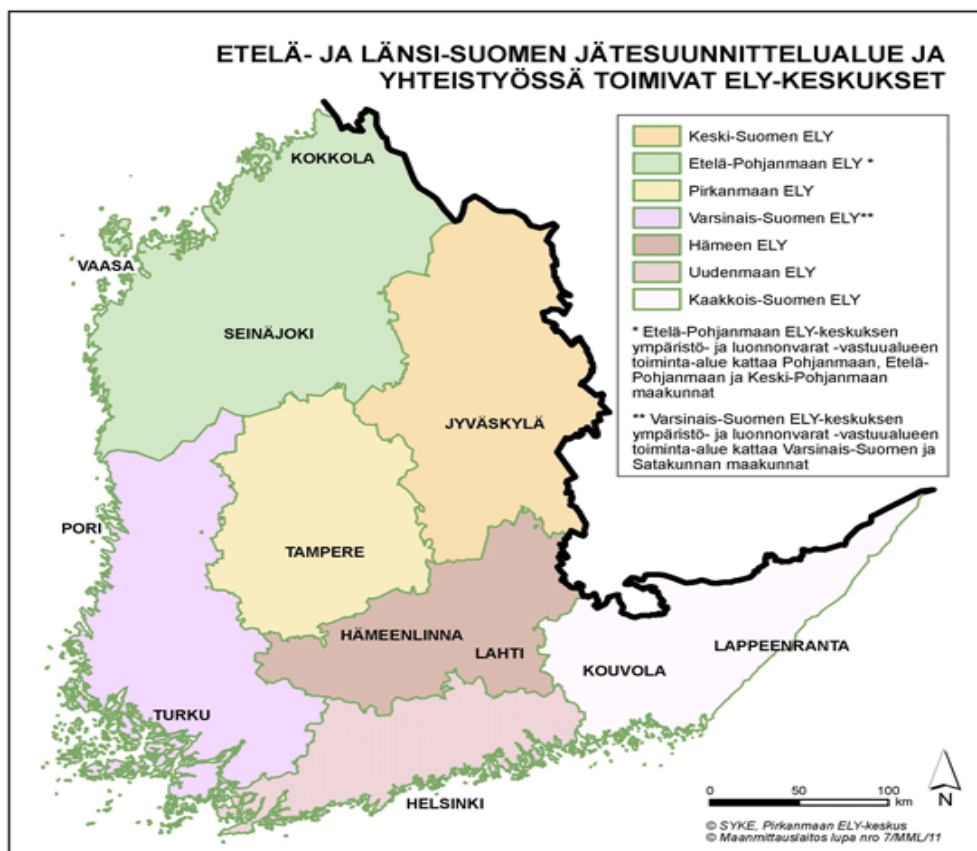 ETELÄ- JA LÄNSI-SUOMEN JÄTESUUNNITTELUALUE JA
YHTEISTYÖSSÄ TOIMIVAT ELY-KESKUKSET
Keski-Suomen ELY
Etelä-Pohjanmaan ELY *
Pirkanmaan ELY
Varsinais-Suomen ELY**
Hämeen ELY
Uudenmaan ELY
Kaakkois-Suomen ELY
* Etelä-Pohjanmaan ELY-keskuksen
ympäristö- ja luonnonvarat -vastuualueen
toiminta-alue kattaa Pohjanmaan, Etelä-
Pohjanmaan ja Keski-Pohjanmaan
maakunnat
** Varsinais-Suomen ELY-keskuksen
ympäristö- ja luonnonvarat -vastuualueen
toiminta-alue kattaa Varsinais-Suomen ja
Satakunnan maakunnat
KOKKOLA
VAASA
SEINÄJOKI
JYVÄSKYLÄ
PORI
TAMPERE
HÄMEENLINNA
LAHTI
KOUVOLA
LAPPEENRANTA
TURKU
HELSINKI
0 50 100
km
N
© SYKE, Pirkanmaan ELY-keskus
© Maanmittauslaitos lupa nro 7/MML/11